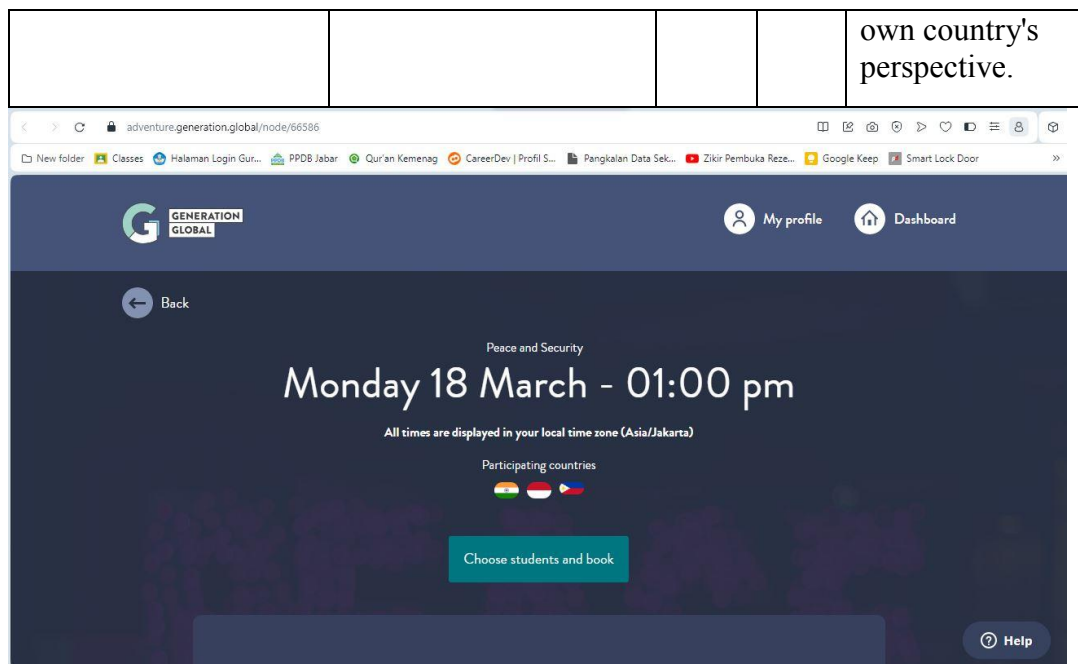 own country's
perspective.
adventure.generation.global/node/66586
New folder Classes Halaman Login Gur... PPDB Jabar Qur'an Kemenag CareerDev | Profil S... Pangkalan Data Sek... Zikir Pembuka Reze... Google Keep Smart Lock Door »
GENERATION
GLOBAL
My profile Dashboard
Back
Peace and Security
Monday 18 March - 01:00 pm
All times are displayed in your local time zone (Asia/Jakarta)
Participating countries
Choose students and book
Help